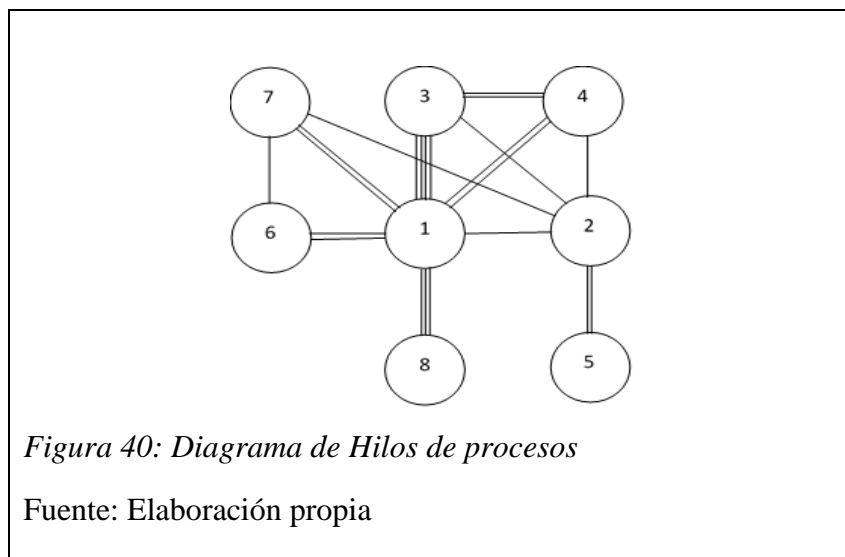 7 3 4
6 1 2
8 5
Figura 40: Diagrama de Hilos de procesos
Fuente: Elaboración propia